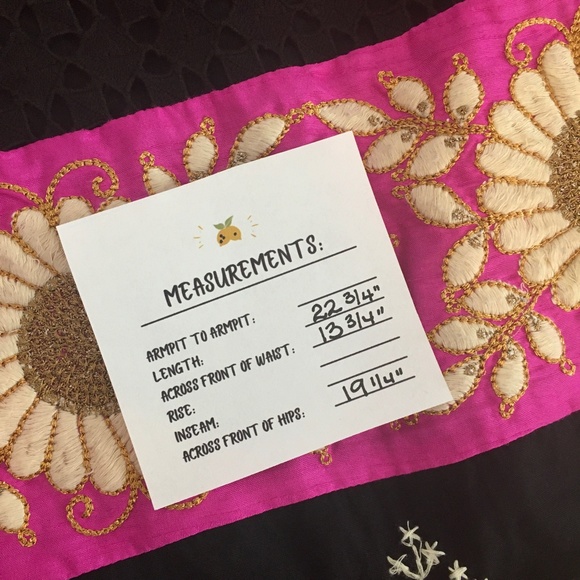 MEASUREMENTS:
ARMPIT TO ARMPIT:
LENGTH: 22 3/4"
ACROSS FRONT OF WAIST: 13 3/4"
RISE:
INSEAM:
ACROSS FRONT OF HIPS: 19 1/4"